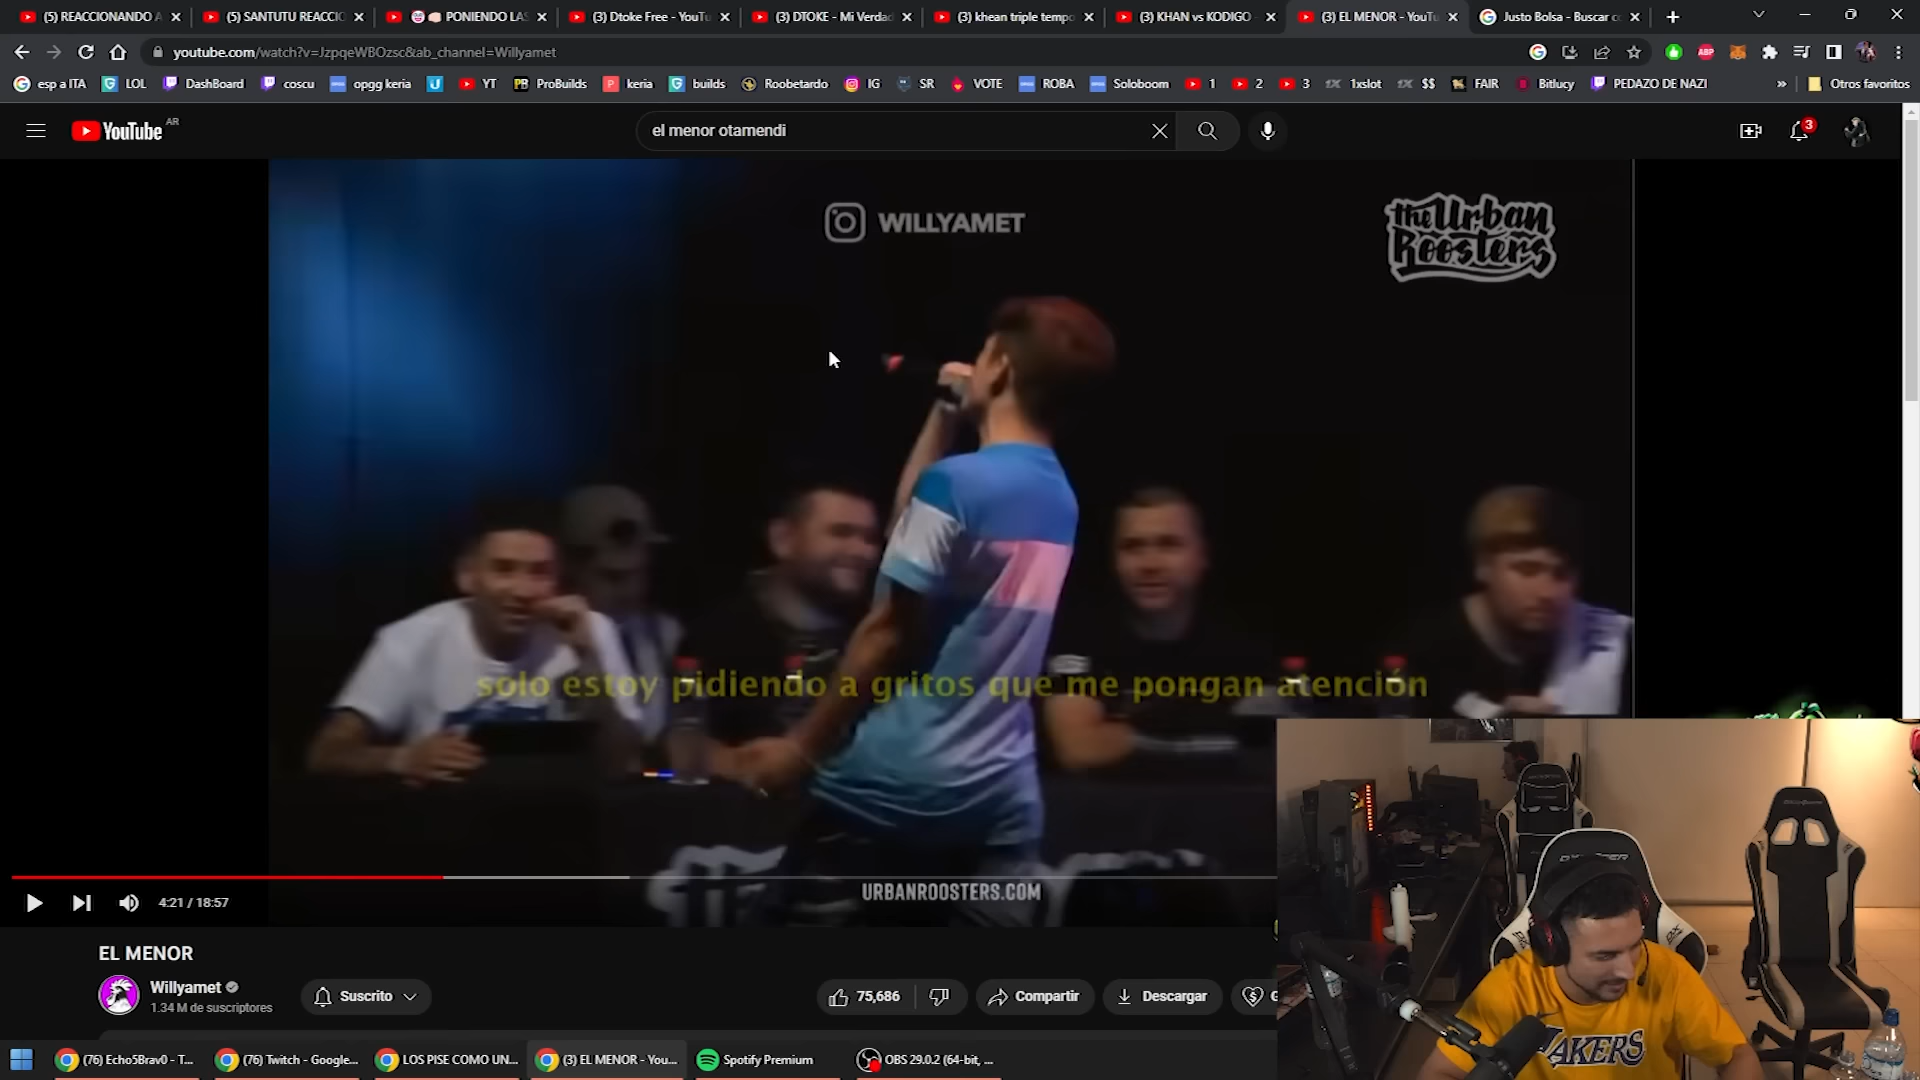 (5) REACCIONANDO A
(5) SANTUTU REACCIO
PONIENDO LAS
(3) Dtoke Free - YouTu
(3) DTOKE - Mi Verdad
(3) khean triple tempo
(3) KHAN vs KODIGO -
(3) EL MENOR - YouTu
Justo Bolsa - Buscar c
youtube.com/watch?v=JzpqeWBOzsc&ab_channel=Willyamet
esp a ITA
LOL
DashBoard
coscu
opgg keria
YT
ProBuilds
keria
builds
Roobetardo
IG
SR
VOTE
ROBA
Soloboom
1
2
3
1xslot
$$
FAIR
Bitlucy
PEDAZO DE NAZI
»
Otros favoritos
YouTube AR
el menor otamendi
3
WILLYAMET
the Urban
Roosters
solo estoy pidiendo a gritos que me pongan atención
URBANROOSTERS.COM
4:21 / 18:57
EL MENOR
Willyamet
1.34 M de suscriptores
Suscrito
75,686
Compartir
Descargar
G
LAKERS
(76) Echo5Brav0 - T...
(76) Twitch - Google...
LOS PISE COMO UN...
(3) EL MENOR - You...
Spotify Premium
OBS 29.0.2 (64-bit, ...